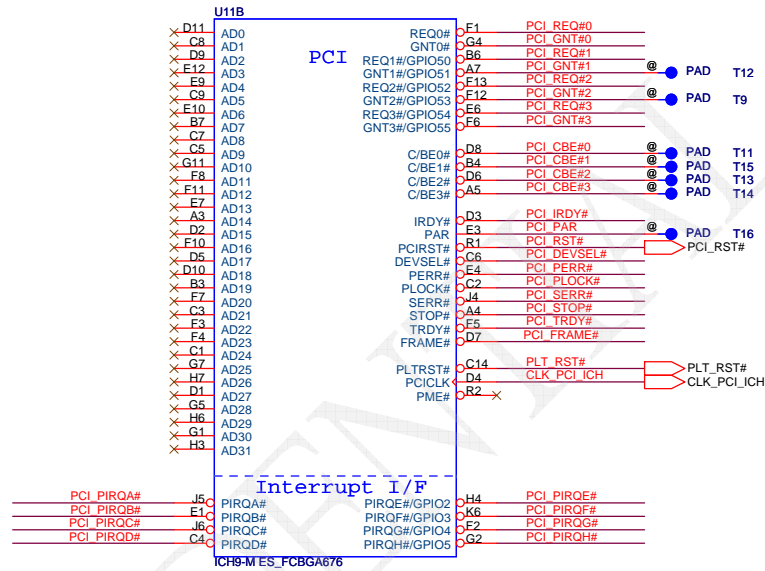 U11B
PCI
D11 AD0 REQ0# F1 PCI_REQ#0
C8 AD1 GNT0# G4 PCI_GNT#0
D9 AD2 REQ1#/GPIO50 B6 PCI_REQ#1
E12 AD3 GNT1#/GPIO51 A7 PCI_GNT#1 @ PAD T12
E9 AD4 REQ2#/GPIO52 F13 PCI_REQ#2
C9 AD5 GNT2#/GPIO53 F12 PCI_GNT#2 @ PAD T9
E10 AD6 REQ3#/GPIO54 E6 PCI_REQ#3
B7 AD7 GNT3#/GPIO55 F6 PCI_GNT#3
C7 AD8
C5 AD9 C/BE0# D8 PCI_CBE#0 @ PAD T11
G11 AD10 C/BE1# B4 PCI_CBE#1 @ PAD T15
F8 AD11 C/BE2# D6 PCI_CBE#2 @ PAD T13
F11 AD12 C/BE3# A5 PCI_CBE#3 @ PAD T14
E7 AD13
A3 AD14 IRDY# D3 PCI_IRDY#
D2 AD15 PAR E3 PCI_PAR @ PAD T16
F10 AD16 PCIRST# R1 PCI_RST# PCI_RST#
D5 AD17 DEVSEL# C6 PCI_DEVSEL#
D10 AD18 PERR# E4 PCI_PERR#
B3 AD19 PLOCK# C2 PCI_PLOCK#
F7 AD20 SERR# J4 PCI_SERR#
C3 AD21 STOP# A4 PCI_STOP#
F3 AD22 TRDY# F5 PCI_TRDY#
F4 AD23 FRAME# D7 PCI_FRAME#
C1 AD24
G7 AD25 PLTRST# C14 PLT_RST# PLT_RST#
H7 AD26 PCICLK D4 CLK_PCI_ICH CLK_PCI_ICH
D1 AD27 PME# R2
G5 AD28
H6 AD29
G1 AD30
H3 AD31
Interrupt I/F
PCI_PIRQA# J5 PIRQA# PIRQE#/GPIO2 H4 PCI_PIRQE#
PCI_PIRQB# E1 PIRQB# PIRQF#/GPIO3 K6 PCI_PIRQF#
PCI_PIRQC# J6 PIRQC# PIRQG#/GPIO4 F2 PCI_PIRQG#
PCI_PIRQD# C4 PIRQD# PIRQH#/GPIO5 G2 PCI_PIRQH#
ICH9-M ES_FCBGA676